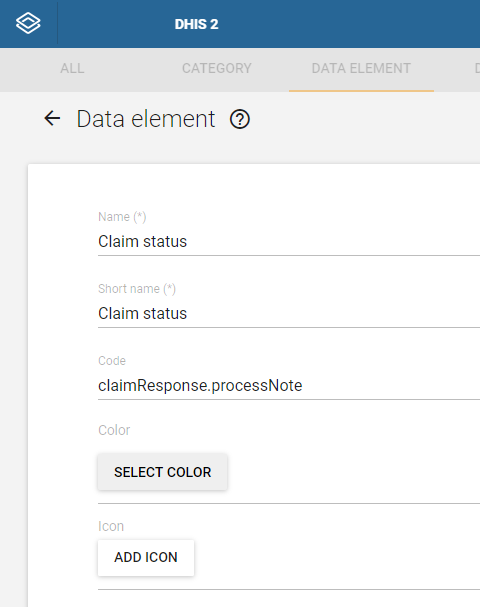 DHIS 2
ALL CATEGORY DATA ELEMENT D
Data element
Name (*)
Claim status
Short name (*)
Claim status
Code
claimResponse.processNote
Color
SELECT COLOR
Icon
ADD ICON